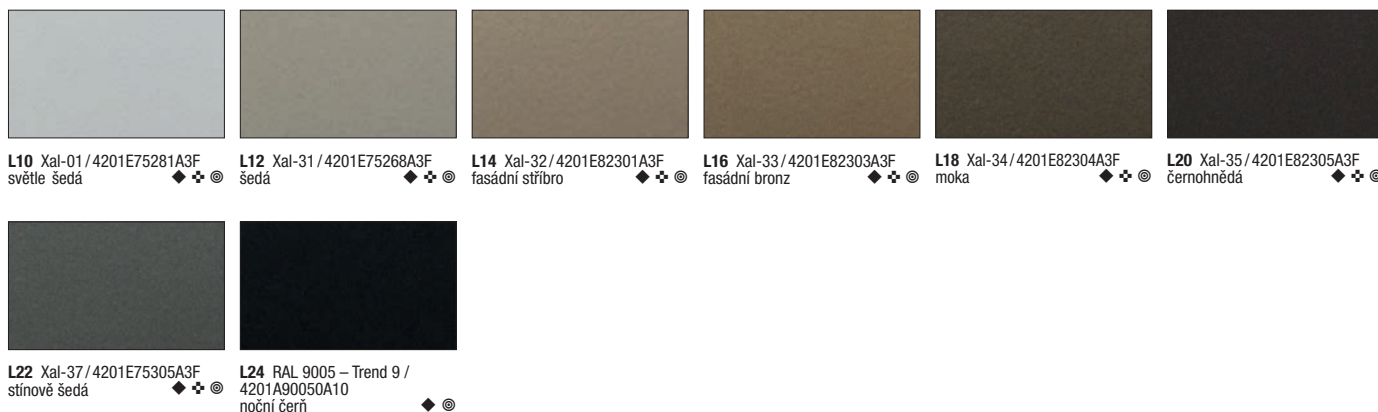 L10 Xal-01/4201E75281A3F
světle šedá
L12 Xal-31/4201E75268A3F
šedá
L14 Xal-32/4201E82301A3F
fasádní stříbro
L16 Xal-33/4201E82303A3F
fasádní bronz
L18 Xal-34/4201E82304A3F
moka
L20 Xal-35/4201E82305A3F
černohnědá
L22 Xal-37/4201E75305A3F
stínově šedá
L24 RAL 9005 – Trend 9 /
4201A90050A10
noční čerň